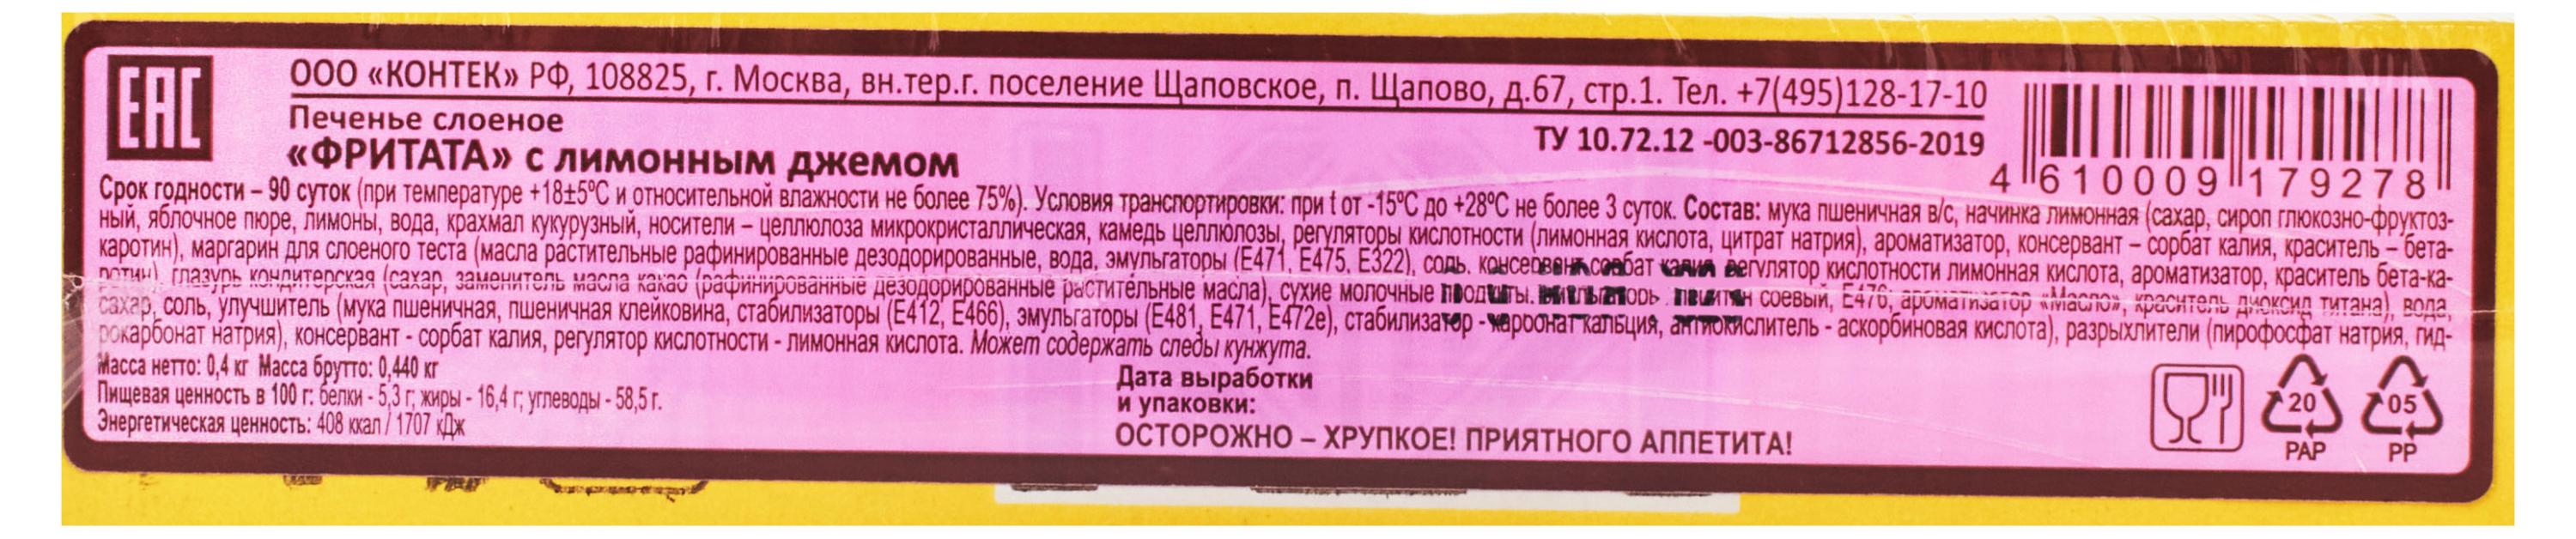 ЕАС
ООО «КОНТЕК» РФ, 108825, г. Москва, вн.тер.г. поселение Щаповское, п. Щапово, д.67, стр.1. Тел. +7(495)128-17-10
Печенье слоеное
«ФРИТАТА» с лимонным джемом
ТУ 10.72.12 -003-86712856-2019
4 610009 179278
Срок годности – 90 суток (при температуре +18±5ºС и относительной влажности не более 75%). Условия транспортировки: при t от -15ºС до +28ºС не более 3 суток. Состав: мука пшеничная в/с, начинка лимонная (сахар, сироп глюкозно-фруктоз-
ный, яблочное пюре, лимоны, вода, крахмал кукурузный, носители – целлюлоза микрокристаллическая, камедь целлюлозы, регуляторы кислотности (лимонная кислота, цитрат натрия), ароматизатор, консервант – сорбат калия, краситель – бета-
каротин), маргарин для слоеного теста (масла растительные рафинированные дезодорированные, вода, эмульгаторы (Е471, Е475, Е322), соль, сорбат регулятор кислотности лимонная кислота, ароматизатор, краситель бета-ка-
ротин), глазурь кондитерская (сахар, заменитель масла какао (рафинированные дезодорированные растительные масла), сухие молочные продукты, соевый, Е476, ароматизатор «Масло», краситель диоксид титана), вода,
сахар, соль, улучшитель (мука пшеничная, пшеничная клейковина, стабилизаторы (Е412, Е466), эмульгаторы (Е481, Е471, Е472е), стабилизатор - карбонат кальция, антиокислитель - аскорбиновая кислота), разрыхлители (пирофосфат натрия, гид-
рокарбонат натрия), консервант - сорбат калия, регулятор кислотности - лимонная кислота. Может содержать следы кунжута.
Масса нетто: 0,4 кг Масса брутто: 0,440 кг
Пищевая ценность в 100 г: белки - 5,3 г; жиры - 16,4 г; углеводы - 58,5 г.
Энергетическая ценность: 408 ккал / 1707 кДж
Дата выработки
и упаковки:
ОСТОРОЖНО – ХРУПКОЕ! ПРИЯТНОГО АППЕТИТА!
20 05
PAP PP